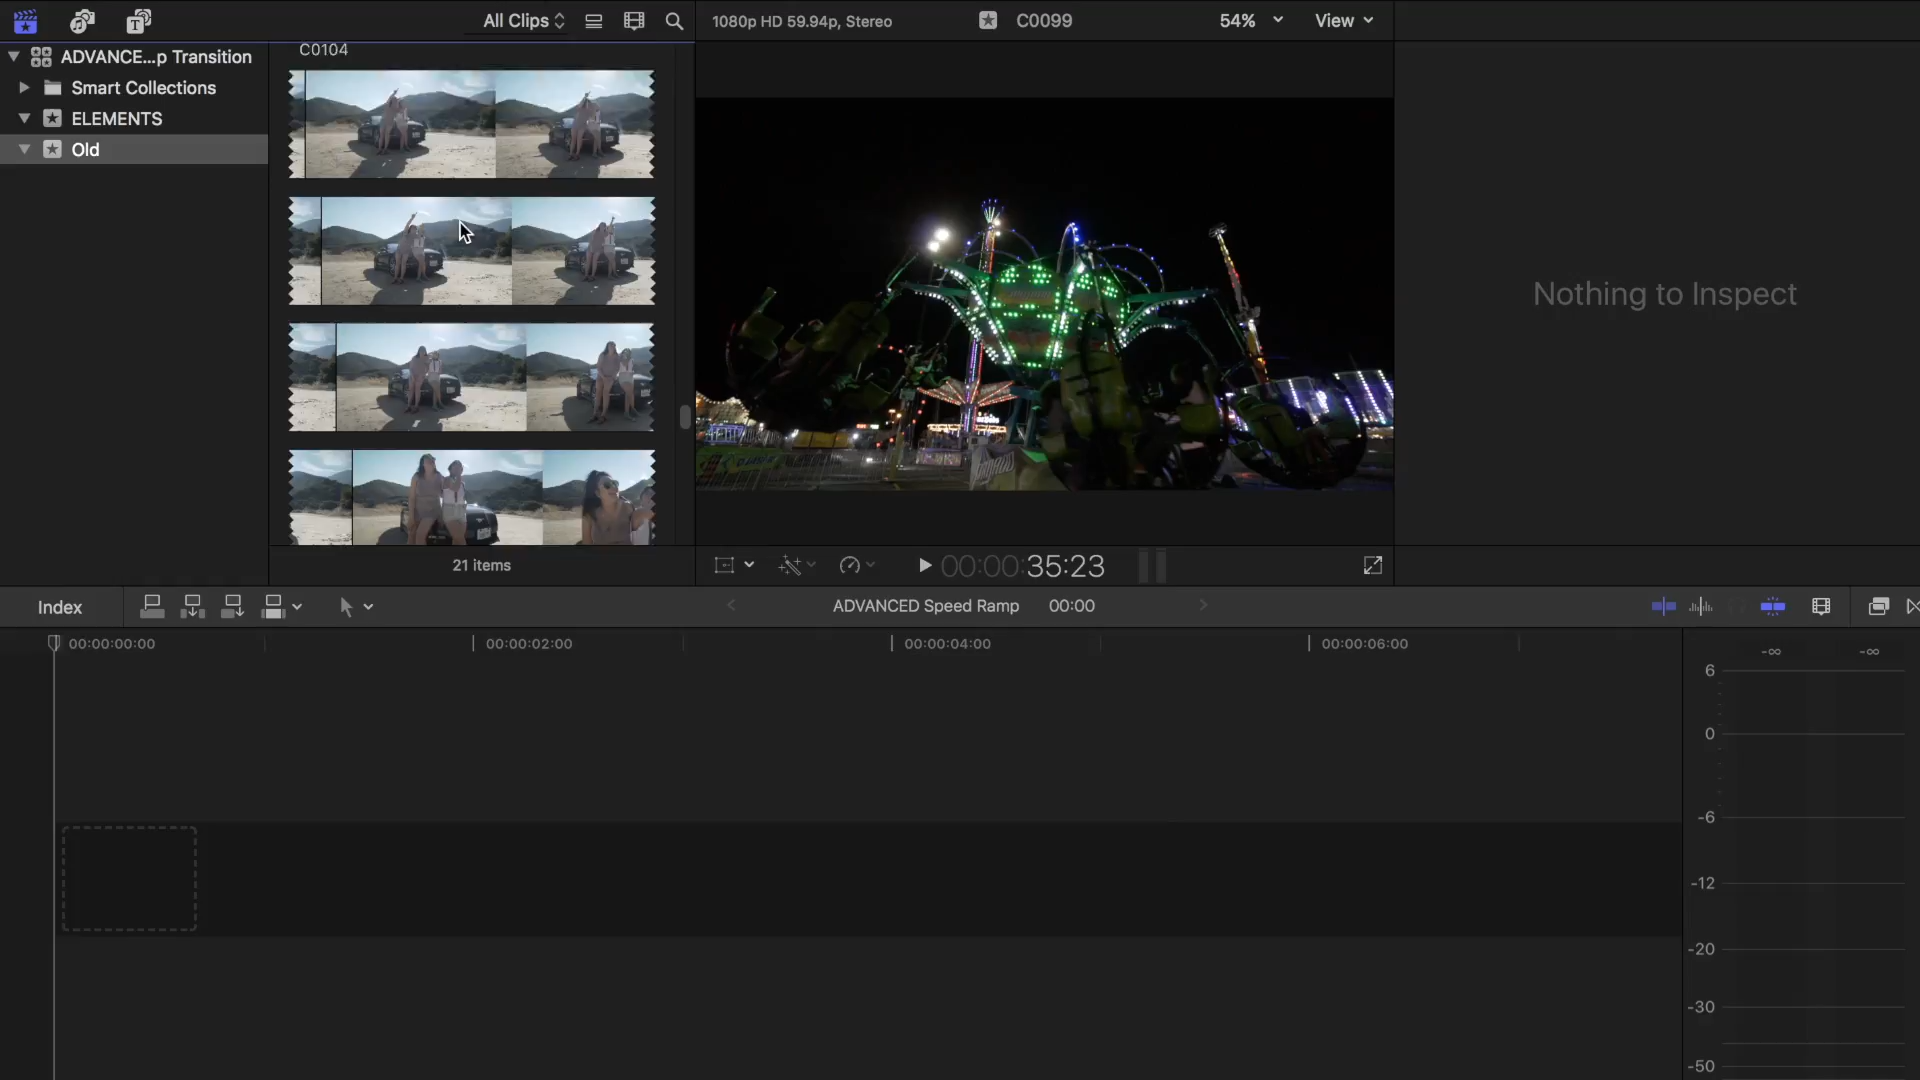 All Clips
1080p HD 59.94p, Stereo
C0099
54%
View
ADVANCE...p Transition
Smart Collections
ELEMENTS
Old
C0104
Nothing to Inspect
21 items
00:00:35:23
Index
ADVANCED Speed Ramp 00:00
00:00:00:00
00:00:02:00
00:00:04:00
00:00:06:00
-∞ -∞
6
0
-6
-12
-20
-30
-50